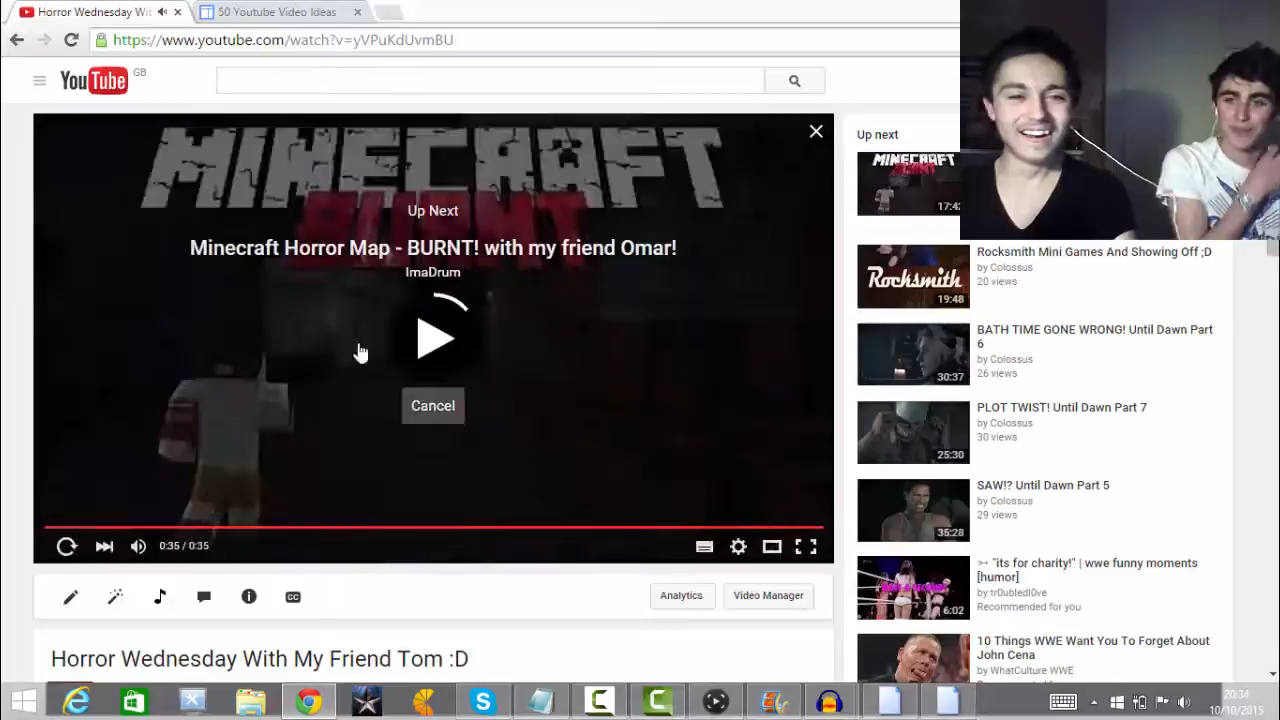 Horror Wednesday Wit
50 Youtube Video Ideas
https://www.youtube.com/watch?v=yVPuKdUvmBU
YouTube GB
MINECRAFT
BURNT
Up Next
Minecraft Horror Map - BURNT! with my friend Omar!
ImaDrum
Cancel
0:35 / 0:35
Analytics
Video Manager
Horror Wednesday With My Friend Tom :D
Up next
MINECRAFT
BURNT
17:42
Rocksmith
19:48
Rocksmith Mini Games And Showing Off ;D
by Colossus
20 views
30:37
BATH TIME GONE WRONG! Until Dawn Part
6
by Colossus
26 views
25:30
PLOT TWIST! Until Dawn Part 7
by Colossus
30 views
35:28
SAW!? Until Dawn Part 5
by Colossus
29 views
6:02
➳ "its for charity!" | wwe funny moments
[humor]
by tr0ubledl0ve
Recommended for you
10 Things WWE Want You To Forget About
John Cena
by WhatCulture WWE
20:34
10/10/2015